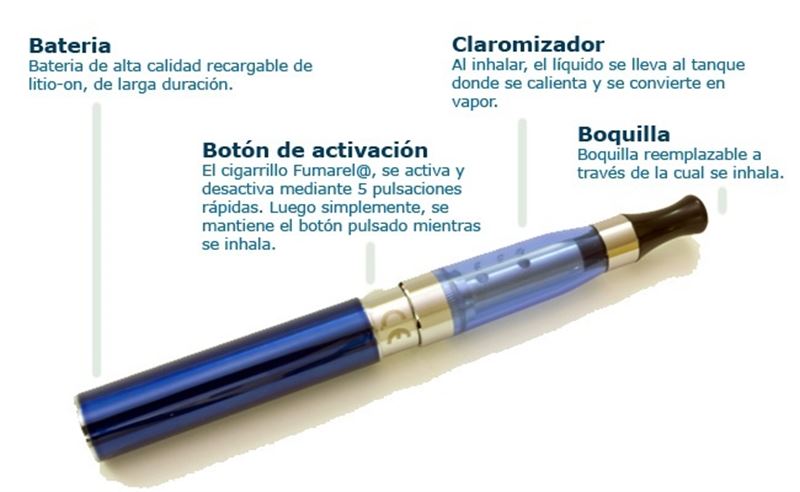 Bateria
Bateria de alta calidad recargable de
litio-on, de larga duración.
Claromizador
Al inhalar, el líquido se lleva al tanque
donde se calienta y se convierte en
vapor.
Botón de activación
El cigarrillo Fumarel@, se activa y
desactiva mediante 5 pulsaciones
rápidas. Luego simplemente, se
mantiene el botón pulsado mientras
se inhala.
Boquilla
Boquilla reemplazable a
través de la cual se inhala.
CE